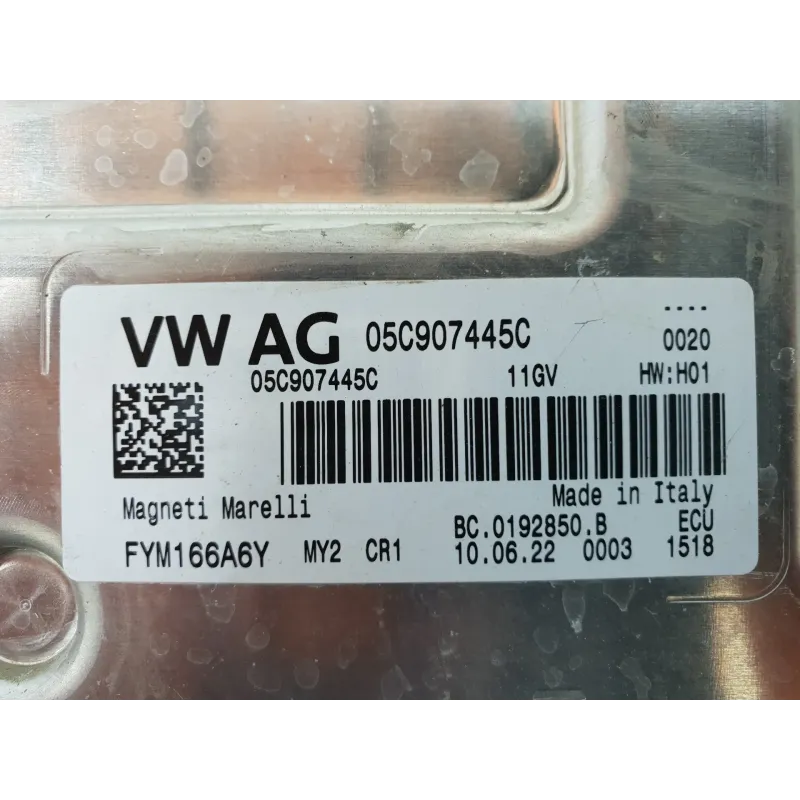 VW AG 05C907445C 0020
05C907445C 11GV HW:H01
Magneti Marelli Made in Italy
BC.0192850.B ECU
FYM166A6Y MY2 CR1 10.06.22 0003 1518